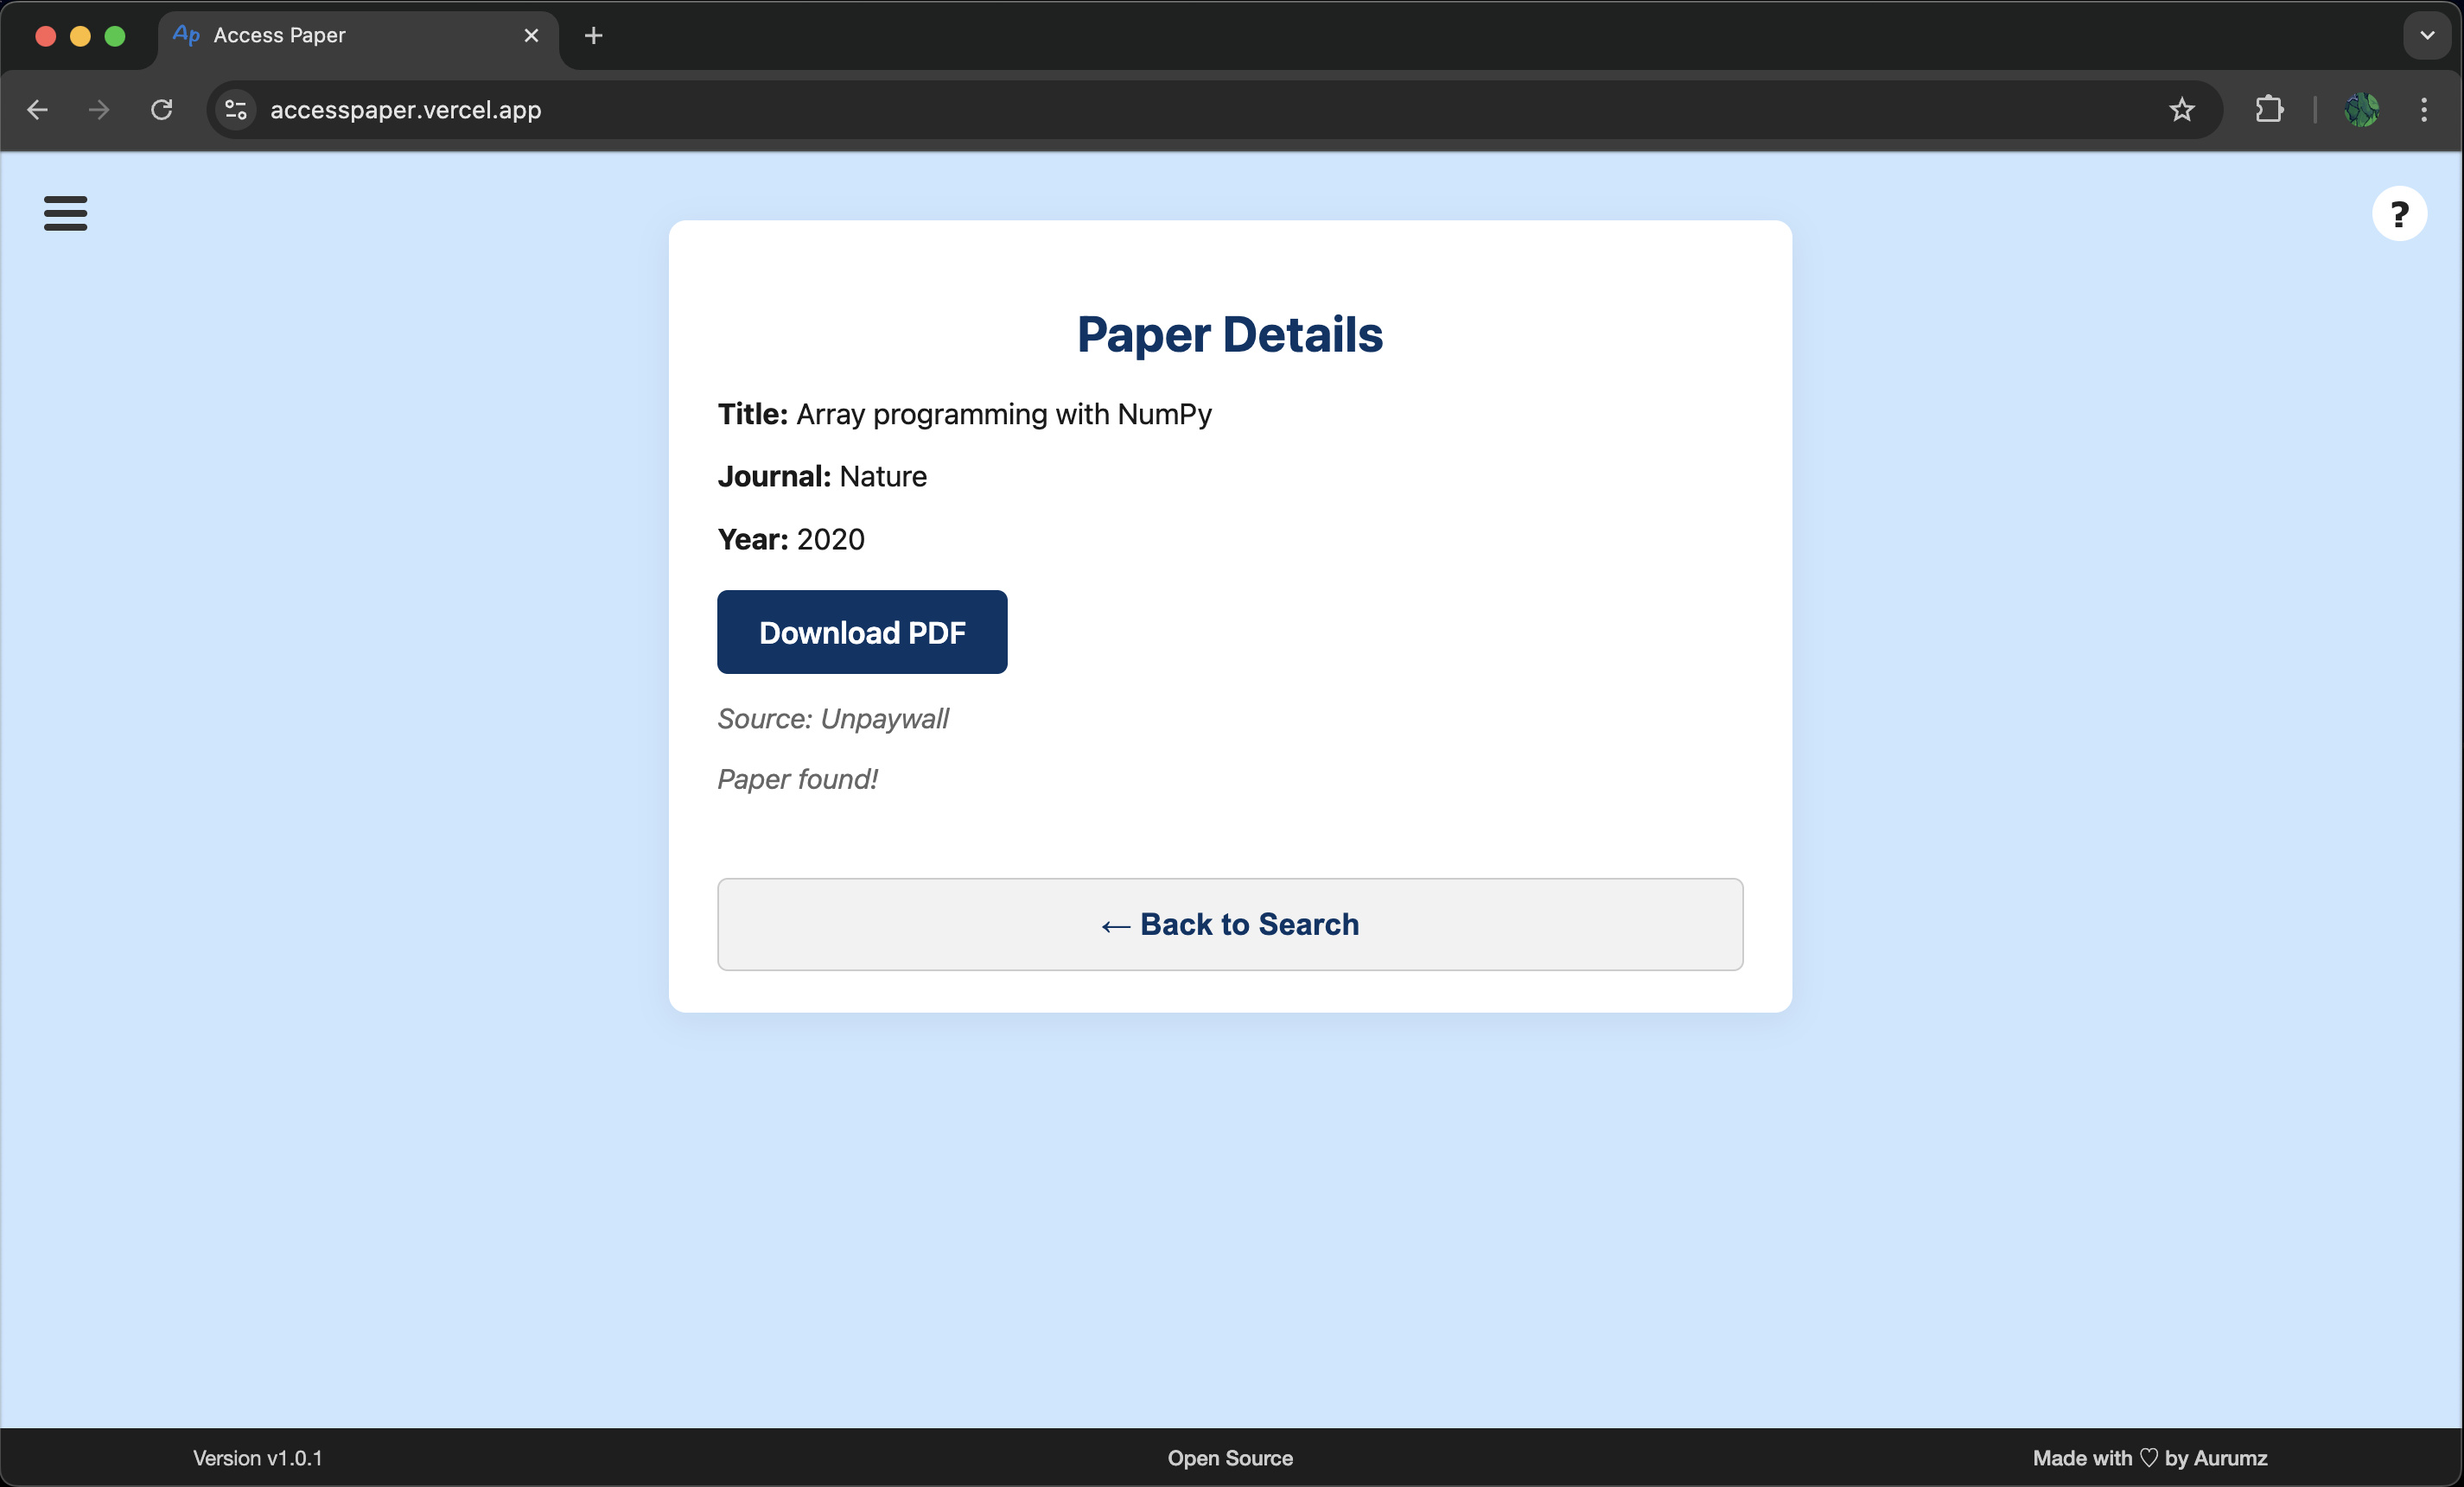 Ap Access Paper
accesspaper.vercel.app
?
Paper Details
Title: Array programming with NumPy
Journal: Nature
Year: 2020
Download PDF
Source: Unpaywall
Paper found!
← Back to Search
Version v1.0.1
Open Source
Made with ♡ by Aurumz